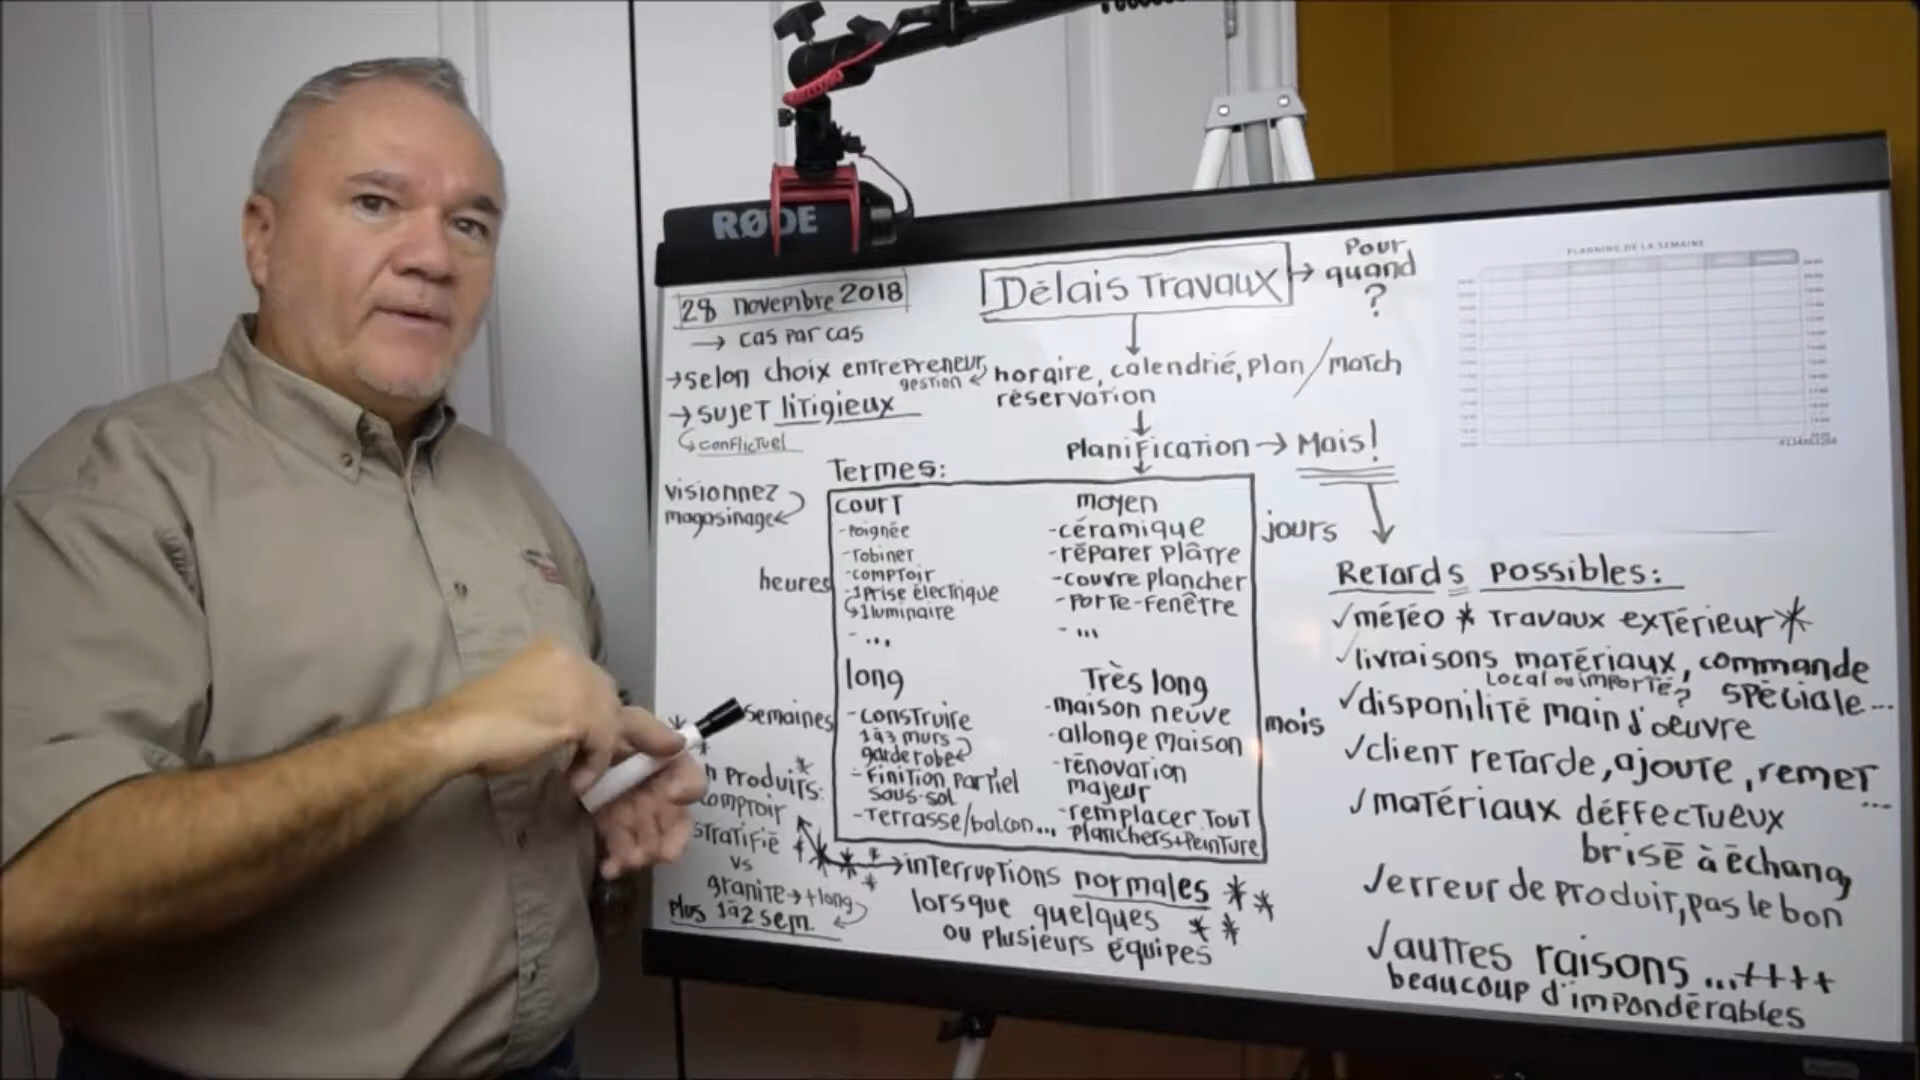 RØDE
28 novembre 2018
→ cas par cas
→ selon choix entrepreneur,
gestion ←
→ sujet litigieux
conflictuel
visionnez
magasinage
Délais Travaux → Pour
quand
?
horaire, calendrié, plan / match
réservation
Planification → Mais!
Termes:
court
-Poignée
-robinet
-comptoir
-1 prise électrique
1 luminaire
- ...
heures
moyen
-céramique
-réparer plâtre
-couvre plancher
-porte-fenêtre
- ...
jours
long
-construire
1 à 3 murs
garde robe
-finition partiel
sous-sol
-Terrasse/balcon...
semaines
Très long
-maison neuve
-allonge maison
-rénovation
majeur
-remplacer tout
planchers+peinture
mois
Produits:
comptoir
stratifié
vs
granite → + long
Plus 1 à 2 sem.
→ interruptions normales * *
lorsque quelques * *
ou plusieurs équipes
PLANNING DE LA SEMAINE
Retards possibles:
✓ météo * Travaux extérieur *
✓ livraisons matériaux, commande
Local ou importé? spéciale...
✓ disponilité main d'oeuvre
✓ client retarde, ajoute, remet
...
✓ matériaux déffectueux
brisé à échang
✓ erreur de produit, pas le bon
✓ autres raisons ...++++
beaucoup d'impondérables